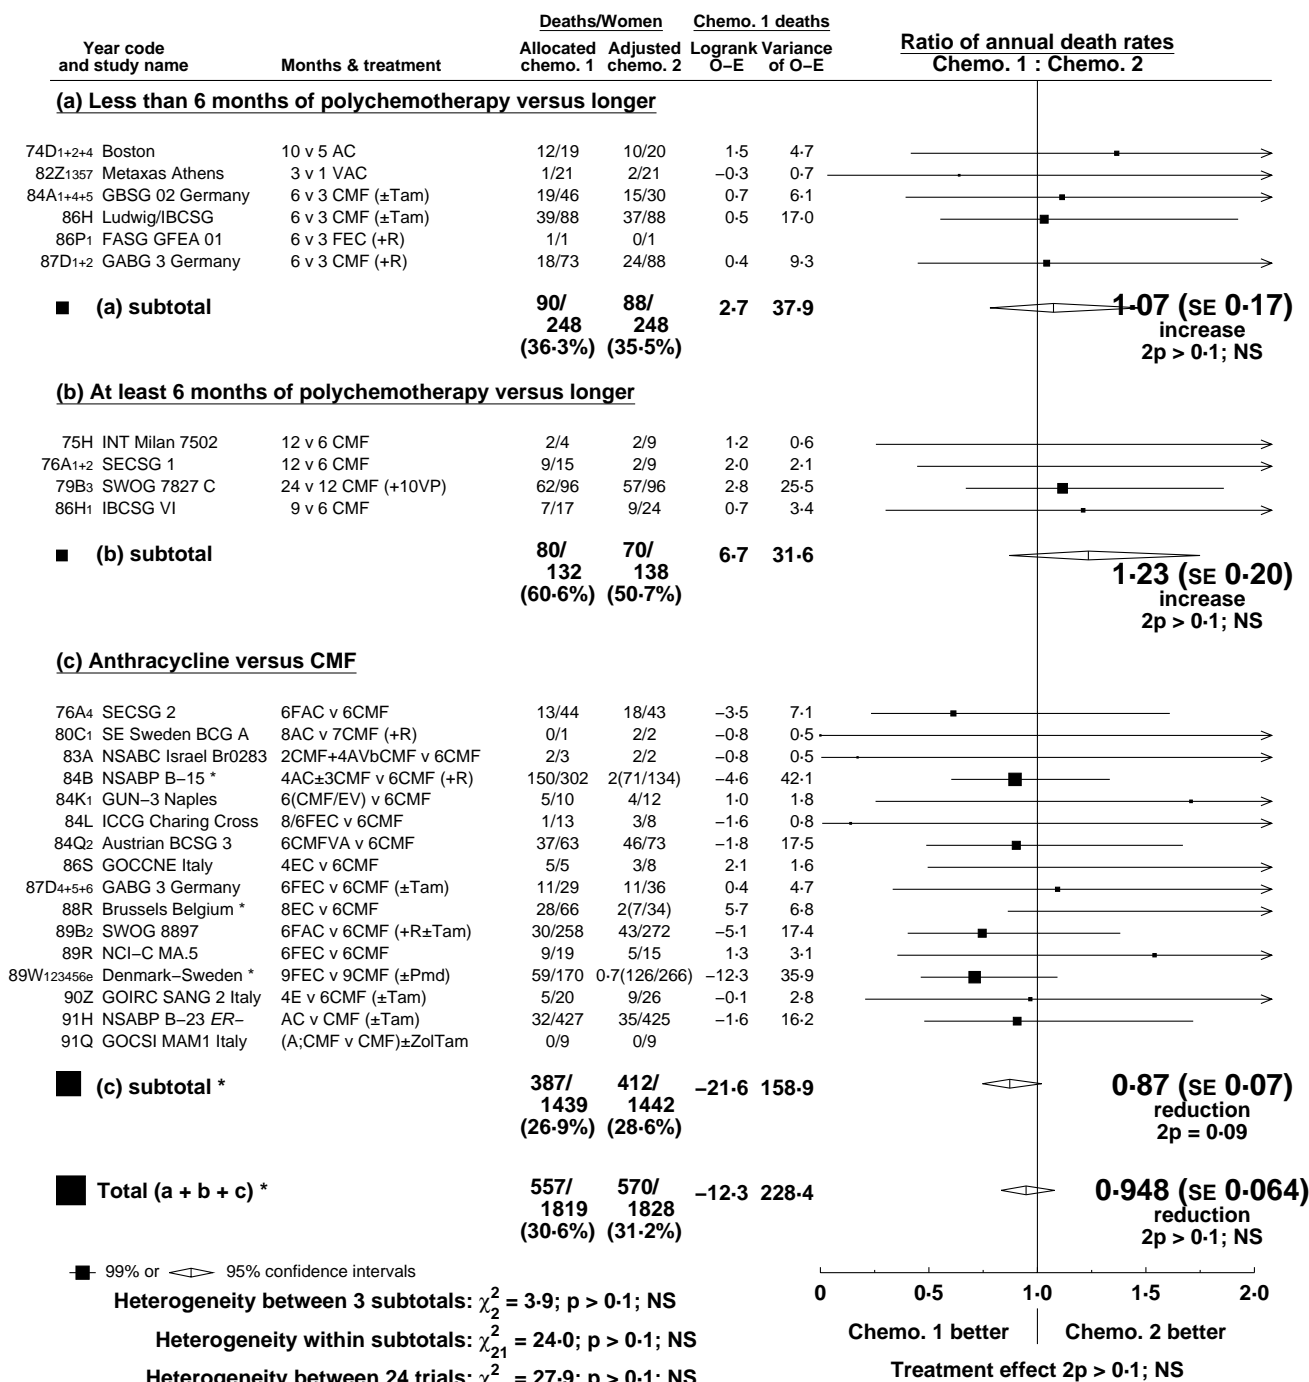 Deaths/Women Chemo. 1 deaths
Year code and study name Months & treatment Allocated chemo. 1 Adjusted chemo. 2 Logrank O–E Variance of O–E Ratio of annual death rates Chemo. 1 : Chemo. 2
(a) Less than 6 months of polychemotherapy versus longer
74D1+2+4 Boston 10 v 5 AC 12/19 10/20 1·5 4·7
82Z1357 Metaxas Athens 3 v 1 VAC 1/21 2/21 –0·3 0·7
84A1+4+5 GBSG 02 Germany 6 v 3 CMF (±Tam) 19/46 15/30 0·7 6·1
86H Ludwig/IBCSG 6 v 3 CMF (±Tam) 39/88 37/88 0·5 17·0
86P1 FASG GFEA 01 6 v 3 FEC (+R) 1/1 0/1
87D1+2 GABG 3 Germany 6 v 3 CMF (+R) 18/73 24/88 0·4 9·3
(a) subtotal 90/ 88/ 2·7 37·9 1·07 (SE 0·17)
248 248 increase
(36·3%) (35·5%) 2p > 0·1; NS
(b) At least 6 months of polychemotherapy versus longer
75H INT Milan 7502 12 v 6 CMF 2/4 2/9 1·2 0·6
76A1+2 SECSG 1 12 v 6 CMF 9/15 2/9 2·0 2·1
79B3 SWOG 7827 C 24 v 12 CMF (+10VP) 62/96 57/96 2·8 25·5
86H1 IBCSG VI 9 v 6 CMF 7/17 9/24 0·7 3·4
(b) subtotal 80/ 70/ 6·7 31·6
132 138 1·23 (SE 0·20)
(60·6%) (50·7%) increase
2p > 0·1; NS
(c) Anthracycline versus CMF
76A4 SECSG 2 6FAC v 6CMF 13/44 18/43 –3·5 7·1
80C1 SE Sweden BCG A 8AC v 7CMF (+R) 0/1 2/2 –0·8 0·5
83A NSABC Israel Br0283 2CMF+4AVbCMF v 6CMF 2/3 2/2 –0·8 0·5
84B NSABP B–15 * 4AC±3CMF v 6CMF (+R) 150/302 2(71/134) –4·6 42·1
84K1 GUN–3 Naples 6(CMF/EV) v 6CMF 5/10 4/12 1·0 1·8
84L ICCG Charing Cross 8/6FEC v 6CMF 1/13 3/8 –1·6 0·8
84Q2 Austrian BCSG 3 6CMFVA v 6CMF 37/63 46/73 –1·8 17·5
86S GOCCNE Italy 4EC v 6CMF 5/5 3/8 2·1 1·6
87D4+5+6 GABG 3 Germany 6FEC v 6CMF (±Tam) 11/29 11/36 0·4 4·7
88R Brussels Belgium * 8EC v 6CMF 28/66 2(7/34) 5·7 6·8
89B2 SWOG 8897 6FAC v 6CMF (+R±Tam) 30/258 43/272 –5·1 17·4
89R NCI–C MA.5 6FEC v 6CMF 9/19 5/15 1·3 3·1
89W123456e Denmark–Sweden * 9FEC v 9CMF (±Pmd) 59/170 0·7(126/266) –12·3 35·9
90Z GOIRC SANG 2 Italy 4E v 6CMF (±Tam) 5/20 9/26 –0·1 2·8
91H NSABP B–23 ER– AC v CMF (±Tam) 32/427 35/425 –1·6 16·2
91Q GOCSI MAM1 Italy (A;CMF v CMF)±ZolTam 0/9 0/9
(c) subtotal * 387/ 412/ –21·6 158·9 0·87 (SE 0·07)
1439 1442 reduction
(26·9%) (28·6%) 2p = 0·09
Total (a + b + c) * 557/ 570/ –12·3 228·4 0·948 (SE 0·064)
1819 1828 reduction
(30·6%) (31·2%) 2p > 0·1; NS
99% or 95% confidence intervals
0 0·5 1·0 1·5 2·0
Heterogeneity between 3 subtotals: χ²2 = 3·9; p > 0·1; NS
Chemo. 1 better Chemo. 2 better
Heterogeneity within subtotals: χ²21 = 24·0; p > 0·1; NS
Treatment effect 2p > 0·1; NS
Heterogeneity between 24 trials: χ² = 27·9; p > 0·1; NS